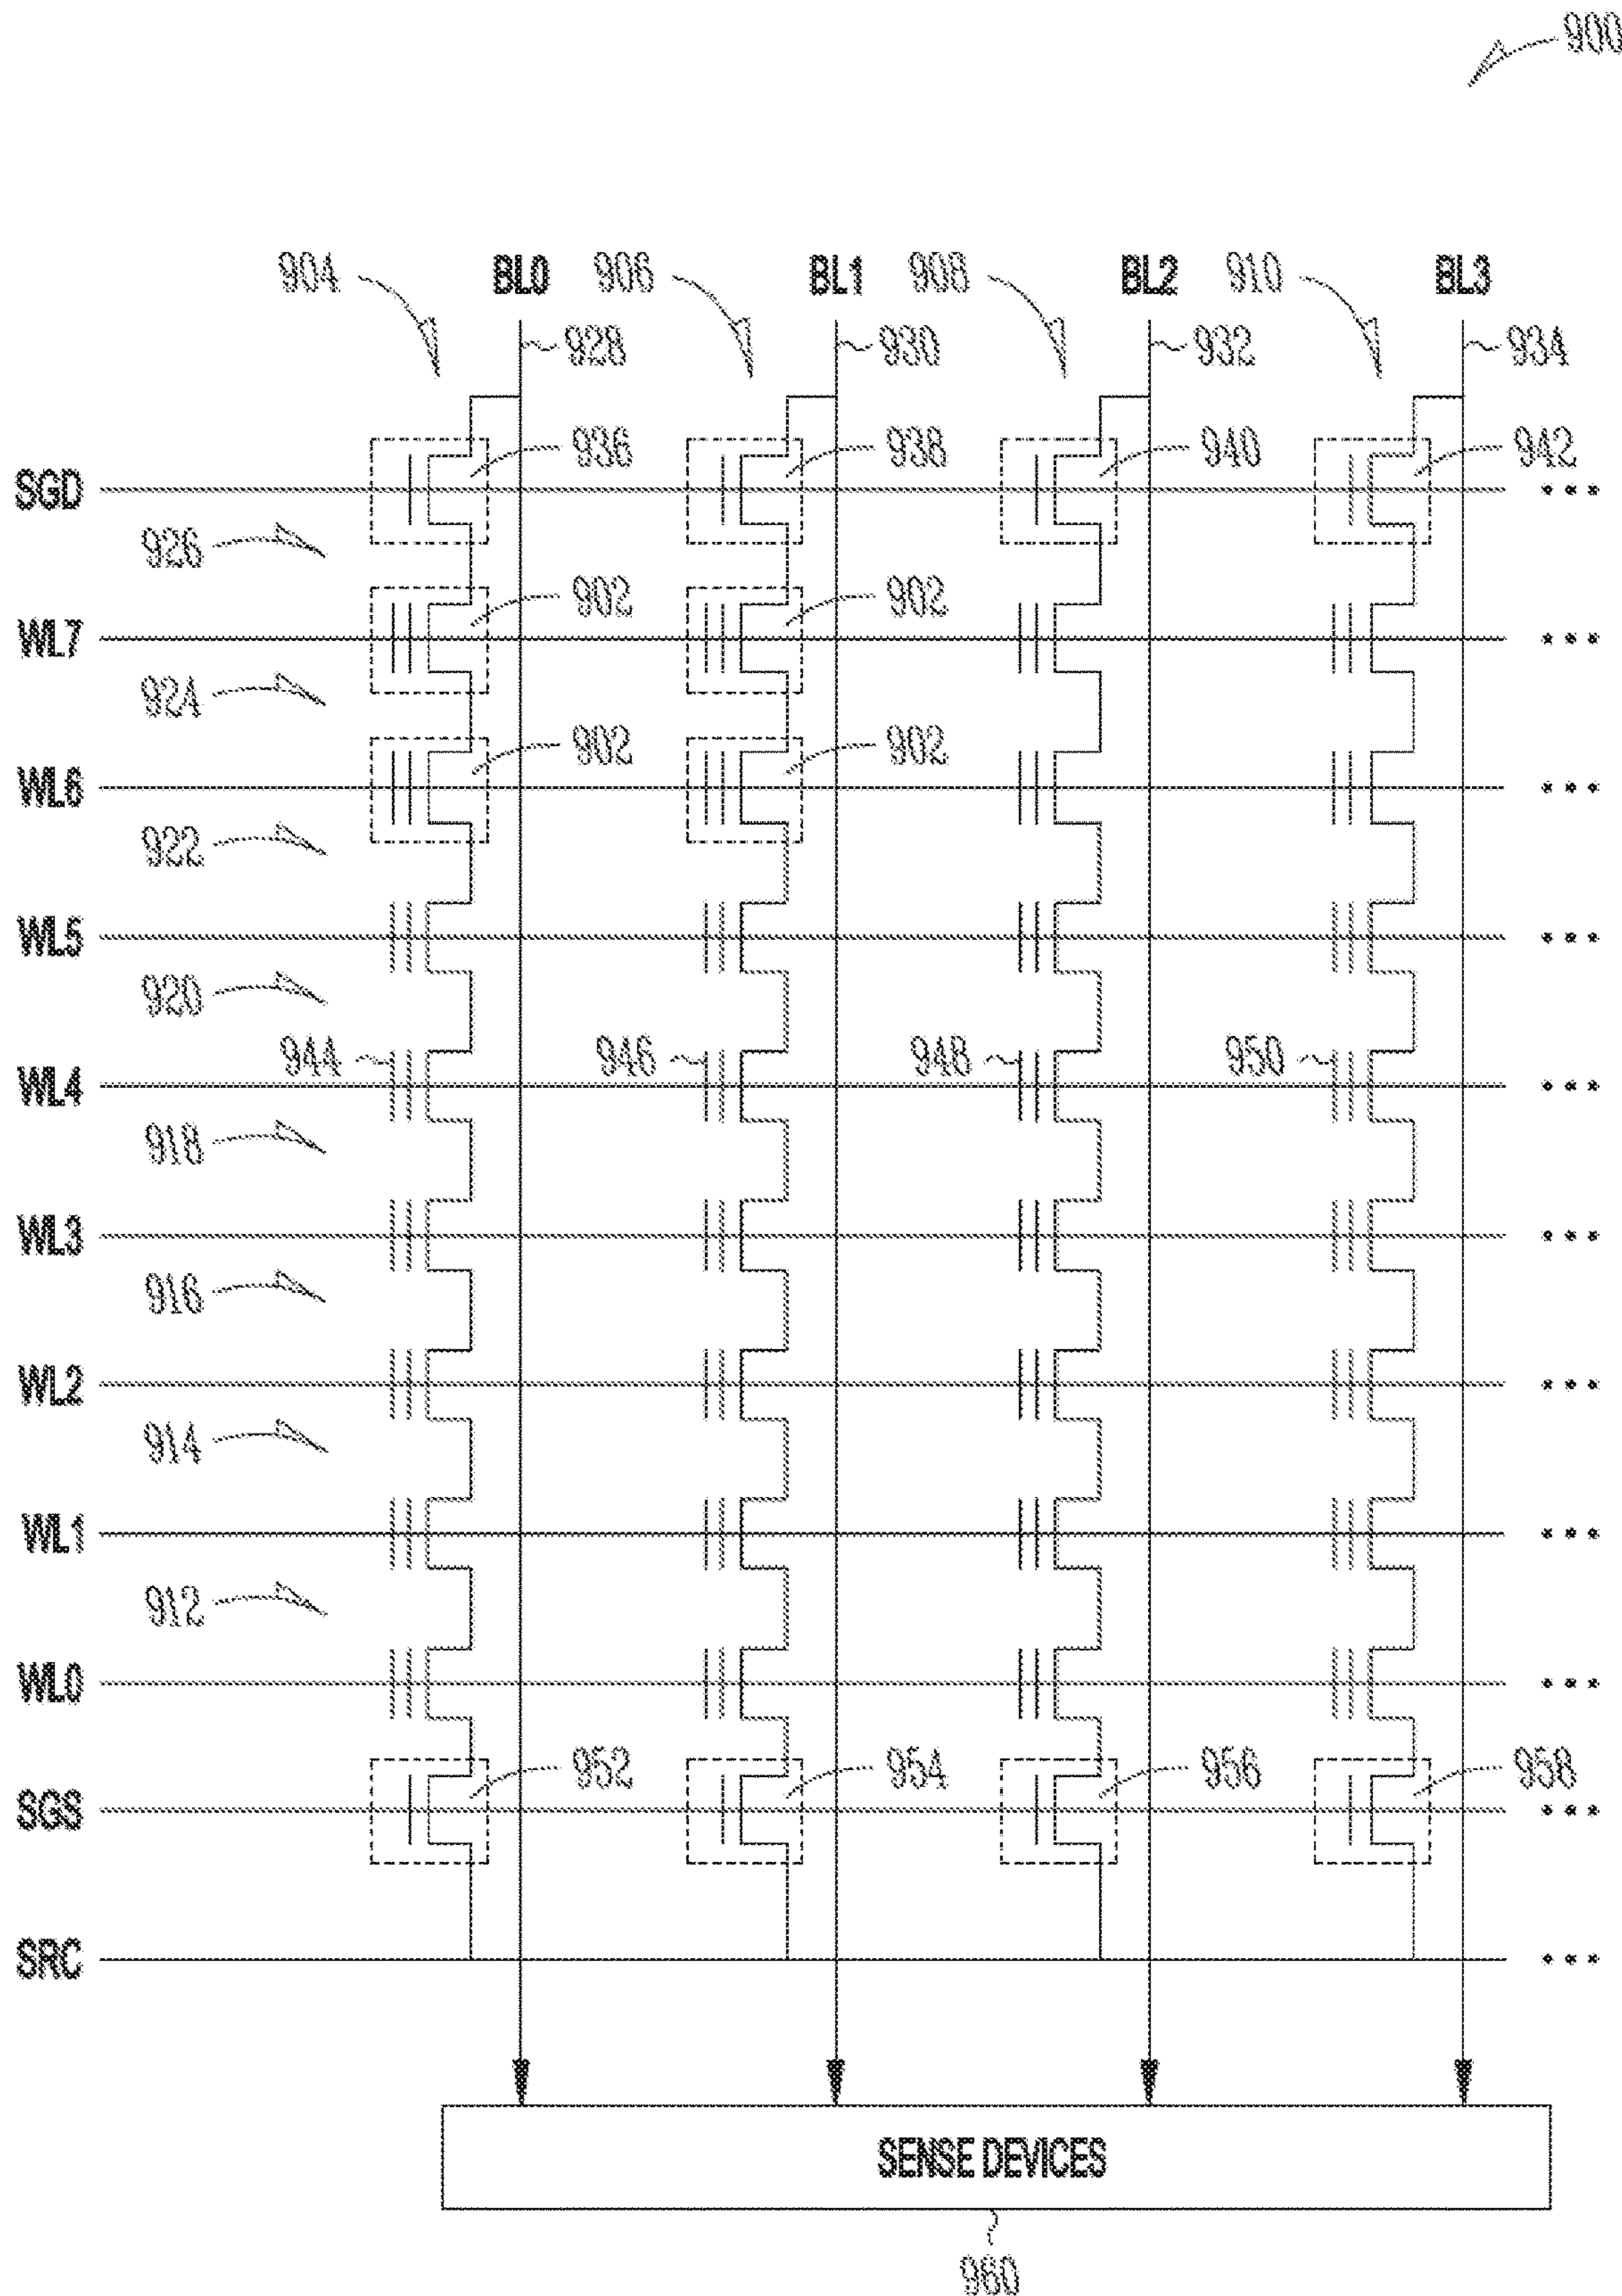 900
904 BL0 906 BL1 908 BL2 910 BL3
928 930 932 934
936 938 940 942
SGD
926
902 902
WL7
924
902 902
WL6
922
WL5
920
944 946 948 950
WL4
918
WL3
916
WL2
914
WL1
912
WL0
952 954 956 958
SGS
SRC
SENSE DEVICES
960